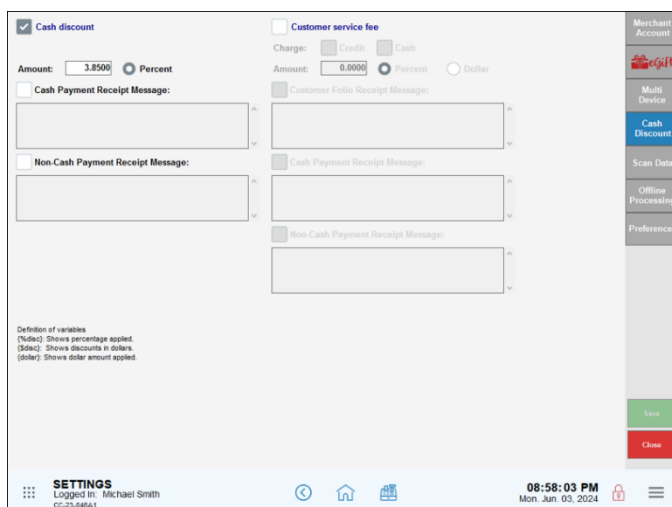 Cash discount
Amount: 3.8500 Percent
Cash Payment Receipt Message:
Non-Cash Payment Receipt Message:
Customer service fee
Charge: Credit Cash
Amount: 0.0000 Percent Dollar
Customer Folio Receipt Message:
Cash Payment Receipt Message:
Non-Cash Payment Receipt Message:
Definition of variables
{%disc}: Shows percentage applied.
{$disc}: Shows discounts in dollars.
{dollar}: Shows dollar amount applied.
Merchant
Account
eGift
Multi
Device
Cash
Discount
Scan Data
Offline
Processing
Preference
Save
Close
SETTINGS
Logged In: Michael Smith
08:58:03 PM
Mon. Jun. 03, 2024